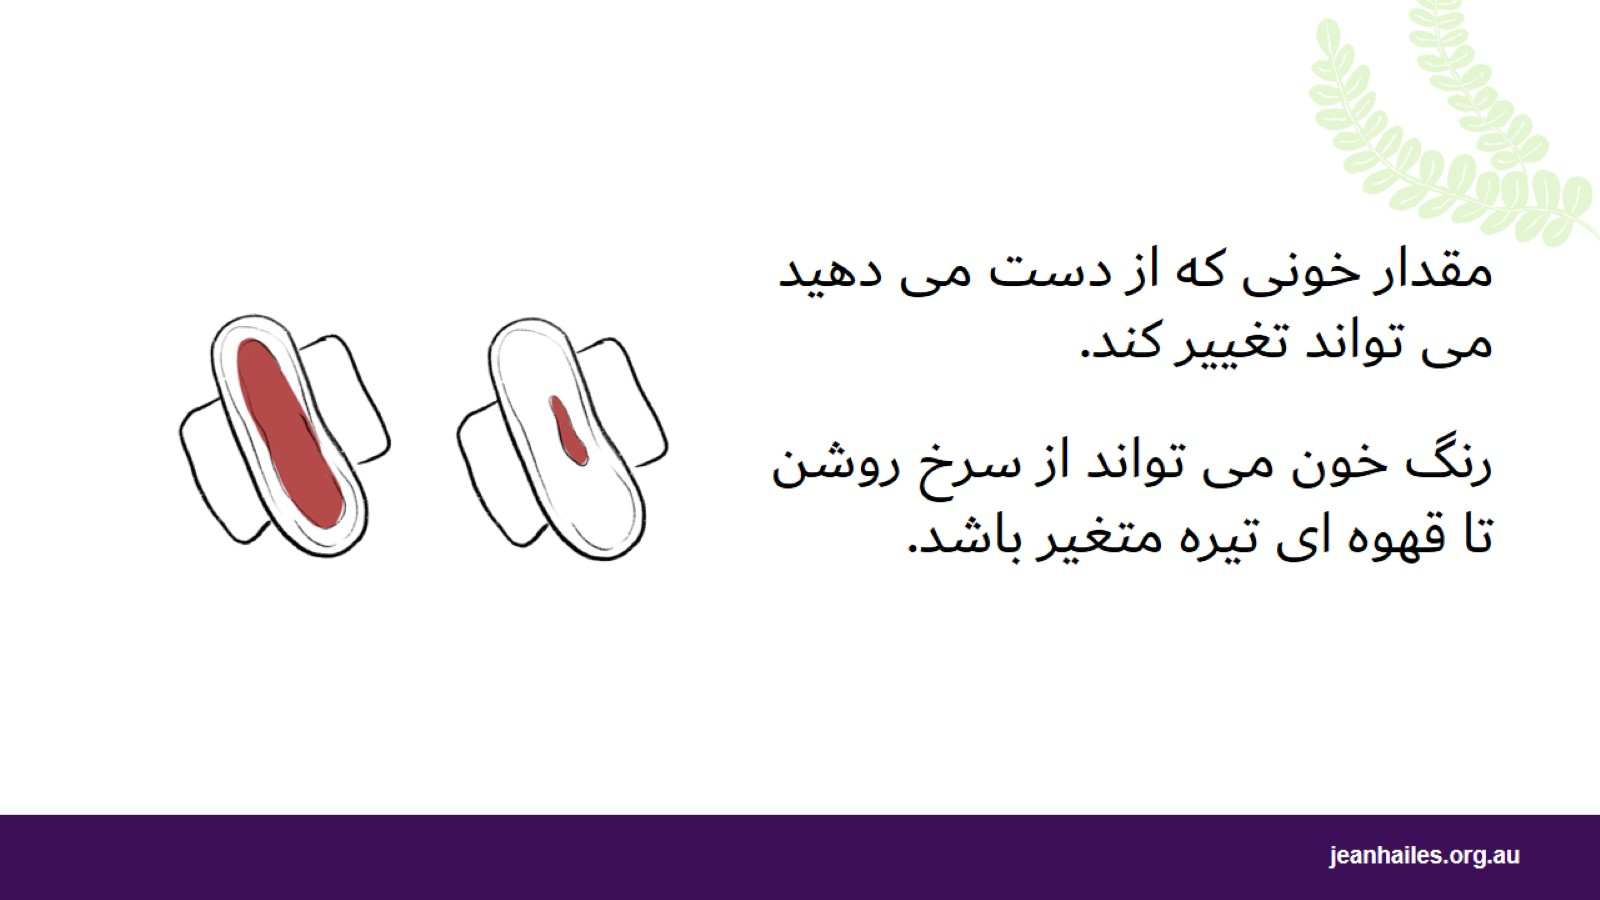 مقدار خونی که از دست می دهید
می تواند تغییر کند.
رنگ خون می تواند از سرخ روشن
تا قهوه ای تیره متغیر باشد.
jeanhailes.org.au